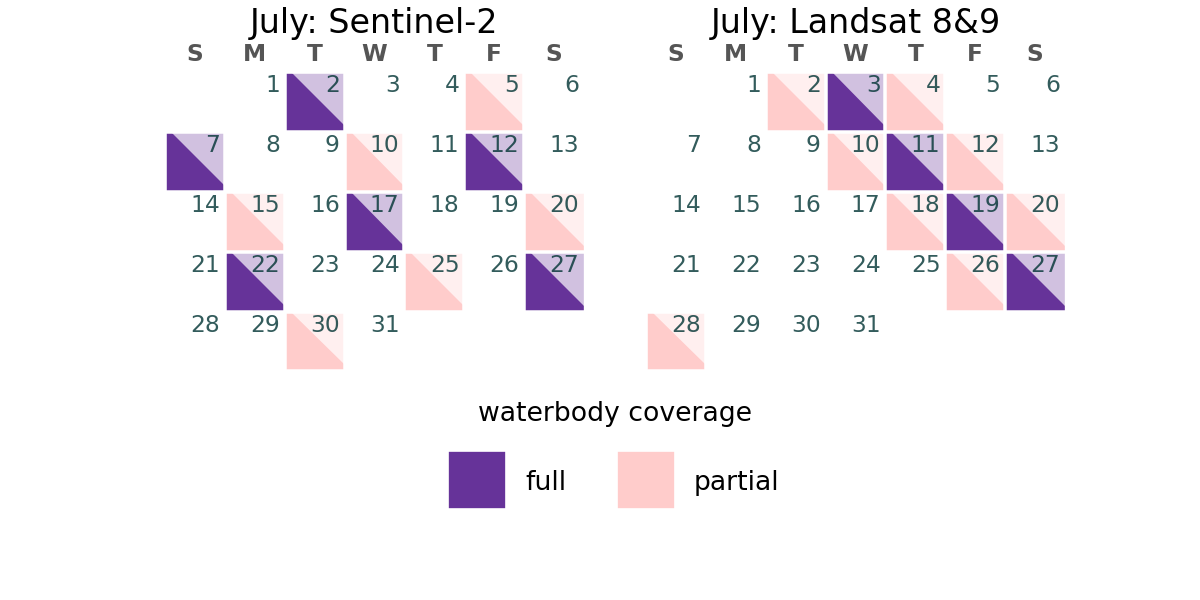 July: Sentinel-2
S M T W T F S
1 2 3 4 5 6
7 8 9 10 11 12 13
14 15 16 17 18 19 20
21 22 23 24 25 26 27
28 29 30 31
July: Landsat 8&9
S M T W T F S
1 2 3 4 5 6
7 8 9 10 11 12 13
14 15 16 17 18 19 20
21 22 23 24 25 26 27
28 29 30 31
waterbody coverage
full partial